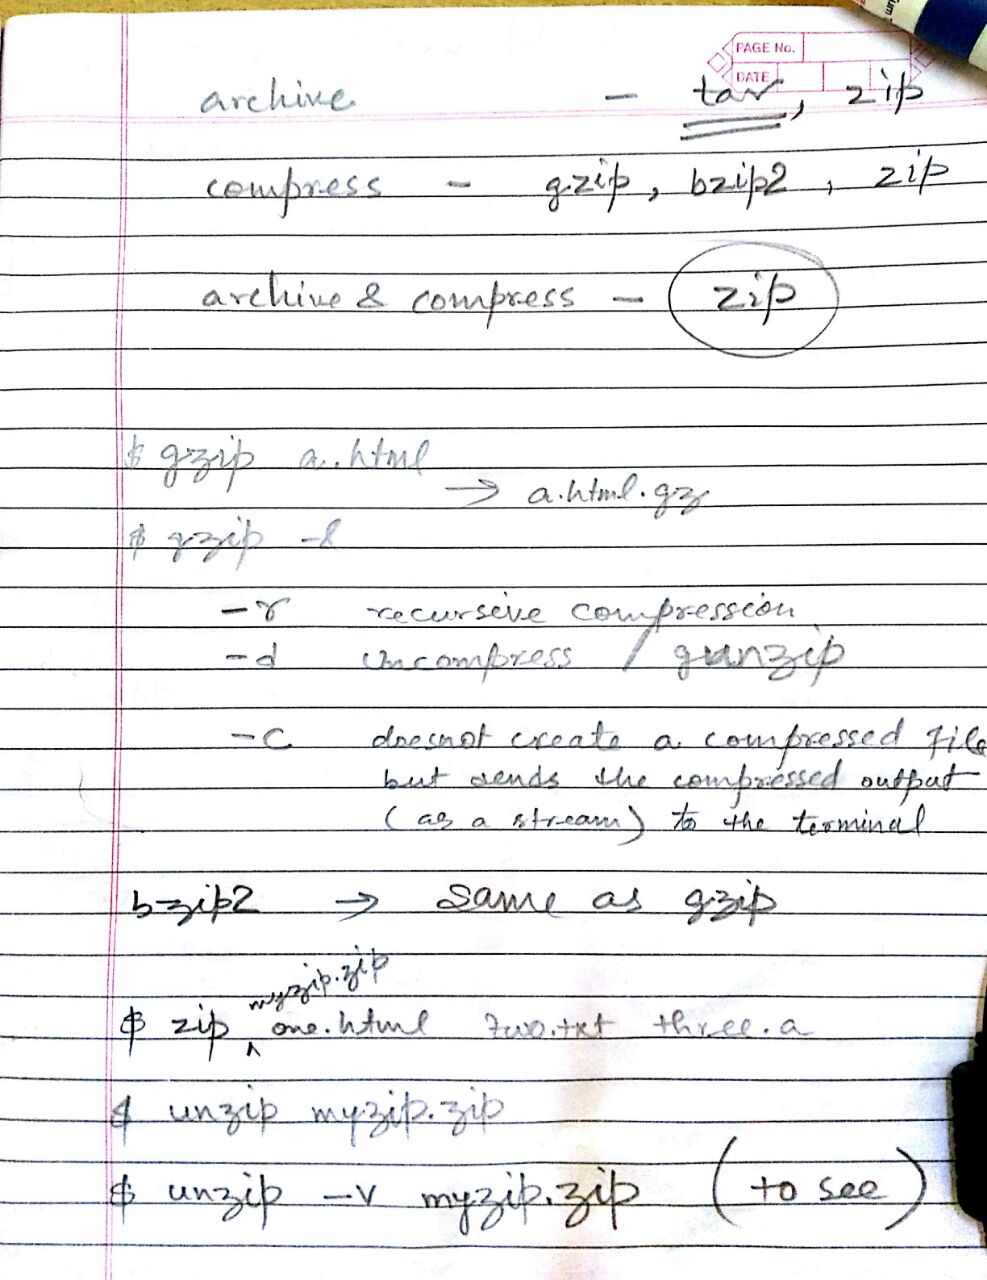 PAGE No.
DATE
archive - tar, zip
compress - gzip, bzip2, zip
archive & compress - zip
$ gzip a.html
→ a.html.gz
$ gzip -l
-r recursive compression
-d uncompress / gunzip
-c doesnot create a compressed file
but sends the compressed output
(as a stream) to the terminal
bzip2 → same as gzip
myzip.zip
$ zip ^ one.html two.txt three.a
$ unzip myzip.zip
$ unzip -v myzip.zip (to see)